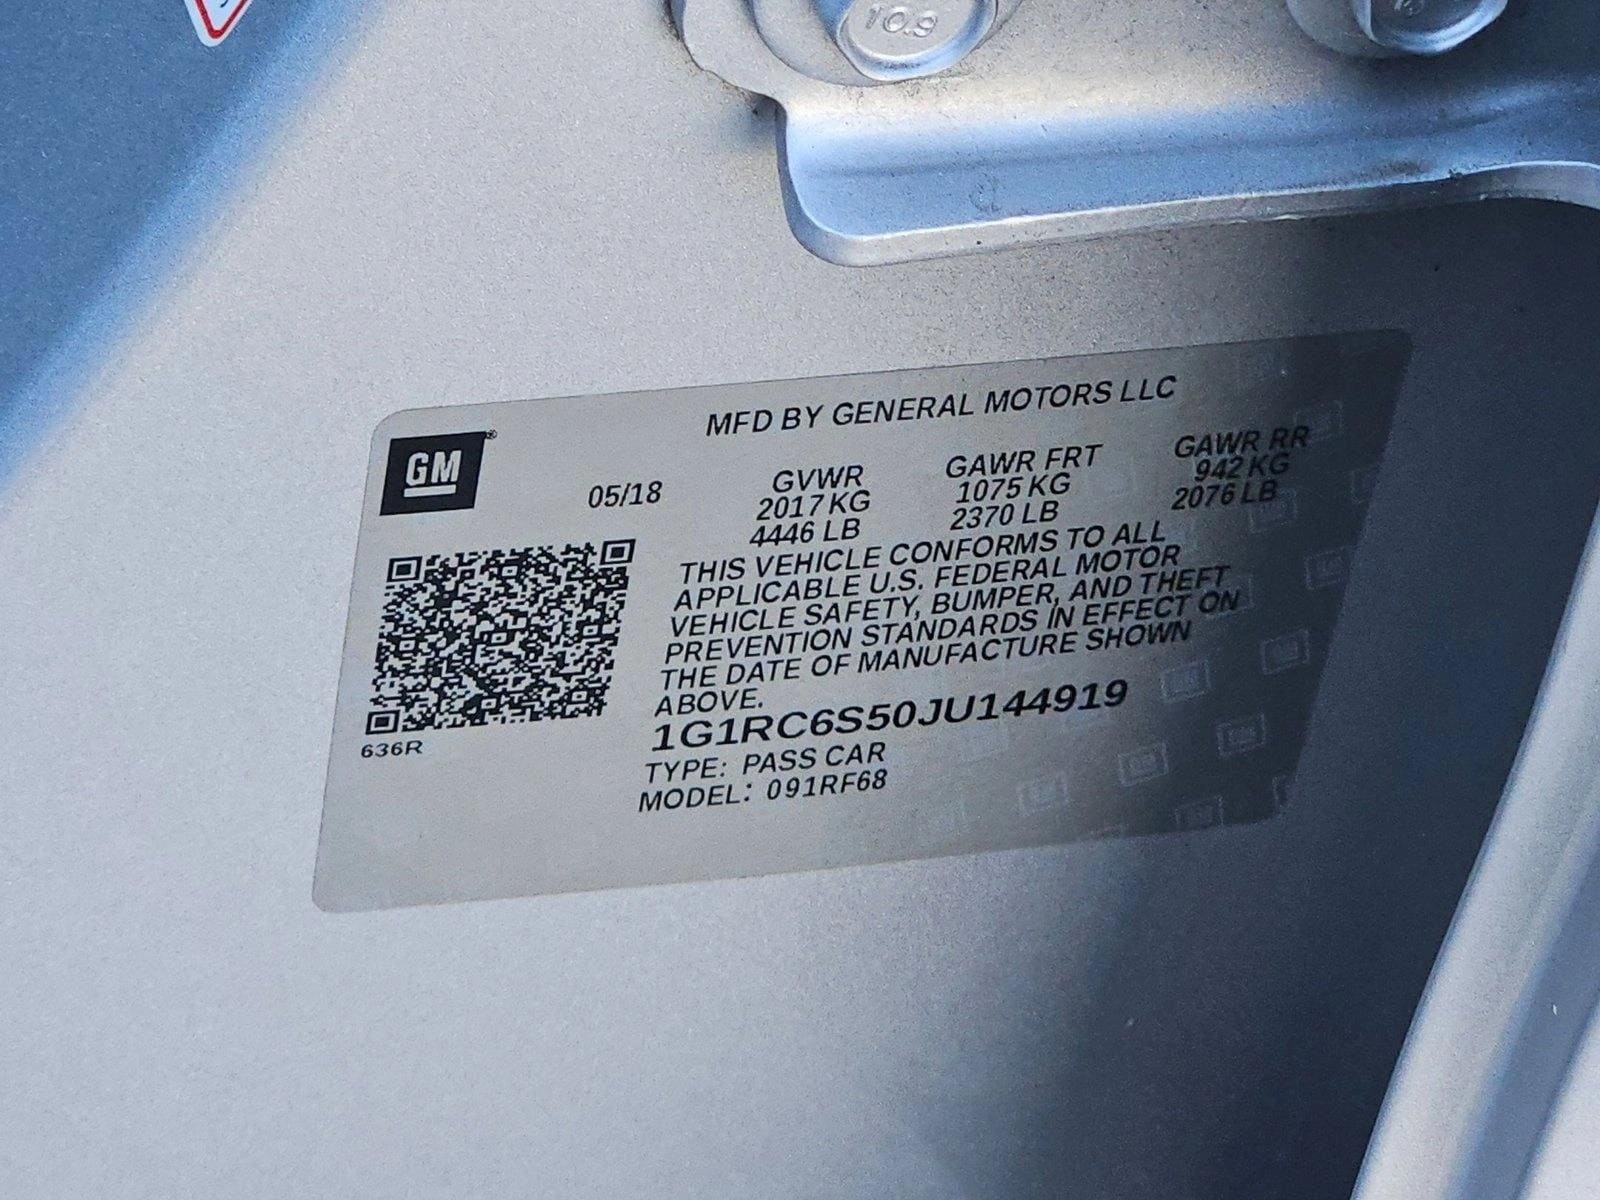 10.9
MFD BY GENERAL MOTORS LLC
GM
®
05/18
GVWR
2017 KG
4446 LB
GAWR FRT
1075 KG
2370 LB
GAWR RR
942 KG
2076 LB
THIS VEHICLE CONFORMS TO ALL
APPLICABLE U.S. FEDERAL MOTOR
VEHICLE SAFETY, BUMPER, AND THEFT
PREVENTION STANDARDS IN EFFECT ON
THE DATE OF MANUFACTURE SHOWN
ABOVE.
1G1RC6S50JU144919
TYPE: PASS CAR
MODEL: 091RF68
636R